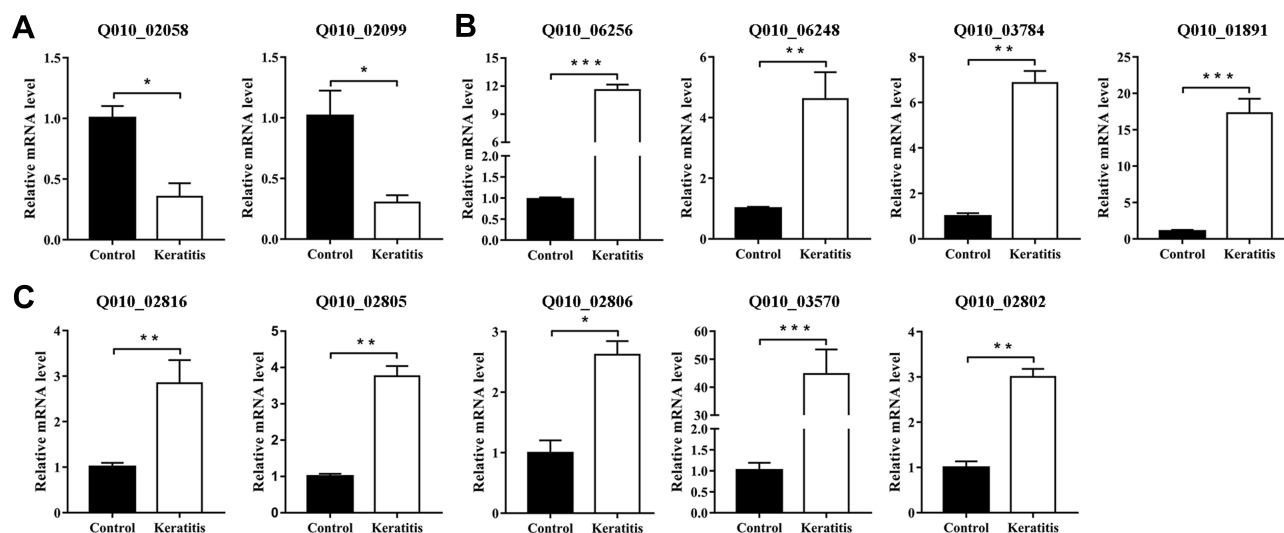 A
Q010_02058
Relative mRNA level
1.5
1.0
0.5
0.0
*
Control
Keratitis
Q010_02099
Relative mRNA level
1.5
1.0
0.5
0.0
*
Control
Keratitis
B
Q010_06256
Relative mRNA level
15
12
9
6
2.0
1.5
1.0
0.5
0.0
***
Control
Keratitis
Q010_06248
Relative mRNA level
6
4
2
0
**
Control
Keratitis
Q010_03784
Relative mRNA level
8
6
4
2
0
**
Control
Keratitis
Q010_01891
Relative mRNA level
25
20
15
10
5
0
***
Control
Keratitis
C
Q010_02816
Relative mRNA level
4
3
2
1
0
**
Control
Keratitis
Q010_02805
Relative mRNA level
5
4
3
2
1
0
**
Control
Keratitis
Q010_02806
Relative mRNA level
3
2
1
0
*
Control
Keratitis
Q010_03570
Relative mRNA level
60
50
40
30
2.0
1.5
1.0
0.5
0.0
***
Control
Keratitis
Q010_02802
Relative mRNA level
4
3
2
1
0
**
Control
Keratitis